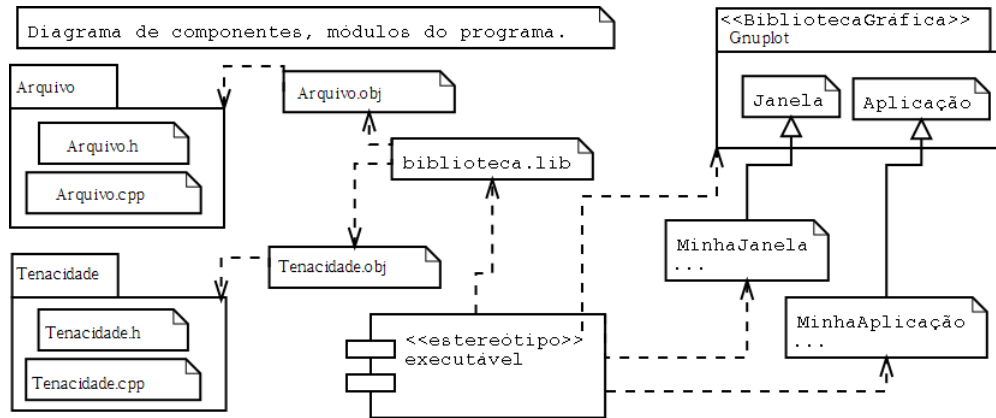 Diagrama de componentes, módulos do programa.
<<BibliotecaGráfica>>
Gnuplot
Janela
Aplicação
Arquivo
Arquivo.h
Arquivo.cpp
Arquivo.obj
biblioteca.lib
Tenacidade.obj
Tenacidade
Tenacidade.h
Tenacidade.cpp
<<estereótipo>>
executável
MinhaJanela
...
MinhaAplicação
...